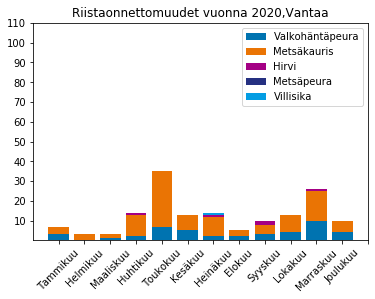 Riistaonnettomuudet vuonna 2020,Vantaa
Valkohäntäpeura
Metsäkauris
Hirvi
Metsäpeura
Villisika
110
100
90
80
70
60
50
40
30
20
10
Tammikuu
Helmikuu
Maaliskuu
Huhtikuu
Toukokuu
Kesäkuu
Heinäkuu
Elokuu
Syyskuu
Lokakuu
Marraskuu
Joulukuu